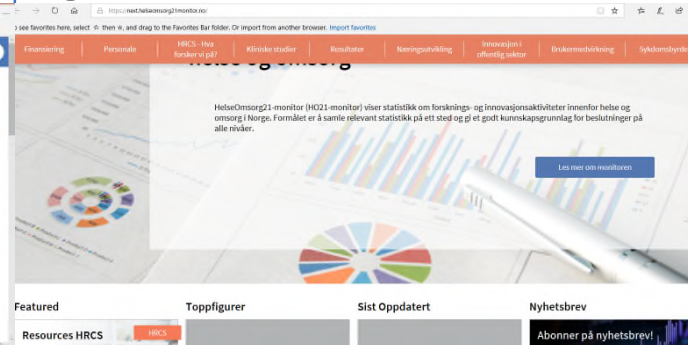 https://nest.helseomsorg21monitor.no/
o see favorites here, select ☆ then ☆, and drag to the Favorites Bar folder. Or import from another browser. Import favorites
Finansiering
Personale
HRCS - Hva
forsker vi på?
Kliniske studier
Resultater
Næringsutvikling
Innovasjon i
offentlig sektor
Brukermedvirkning
Sykdomsbyrde
helse og omsorg
HelseOmsorg21-monitor (HO21-monitor) viser statistikk om forsknings- og innovasjonsaktiviteter innenfor helse og
omsorg i Norge. Formålet er å samle relevant statistikk på ett sted og gi et godt kunnskapsgrunnlag for beslutninger på
alle nivåer.
Les mer om monitoren
Featured
Toppfigurer
Sist Oppdatert
Nyhetsbrev
Resources HRCS
HRCS
Abonner på nyhetsbrev!